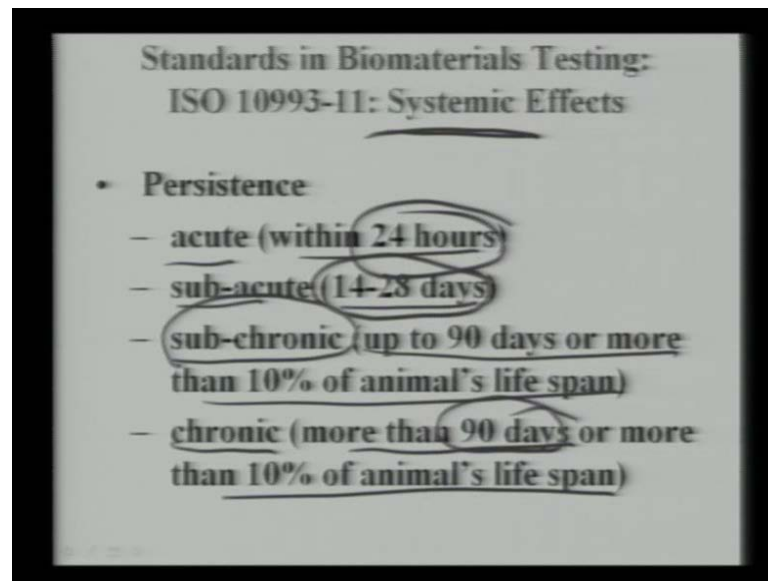 Standards in Biomaterials Testing:
ISO 10993-11: Systemic Effects
• Persistence
– acute (within 24 hours)
– sub-acute (14-28 days)
– sub-chronic (up to 90 days or more
than 10% of animal's life span)
– chronic (more than 90 days or more
than 10% of animal's life span)